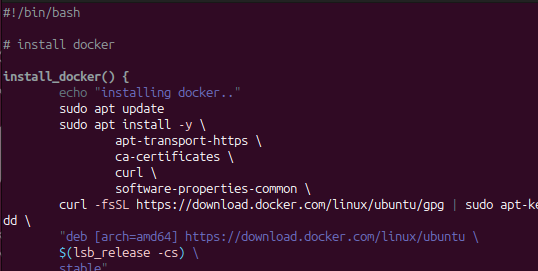 #!/bin/bash
# install docker
install_docker() {
echo "installing docker.."
sudo apt update
sudo apt install -y \
apt-transport-https \
ca-certificates \
curl \
software-properties-common \
curl -fsSL https://download.docker.com/linux/ubuntu/gpg | sudo apt-ke
dd \
"deb [arch=amd64] https://download.docker.com/linux/ubuntu \
$(lsb_release -cs) \
stable"